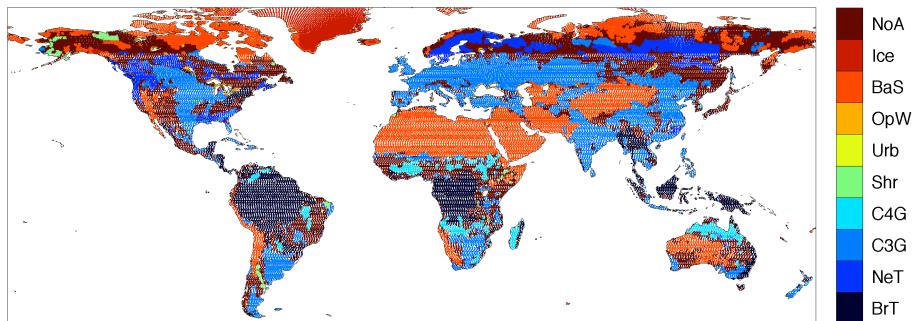 NoA
Ice
BaS
OpW
Urb
Shr
C4G
C3G
NeT
BrT